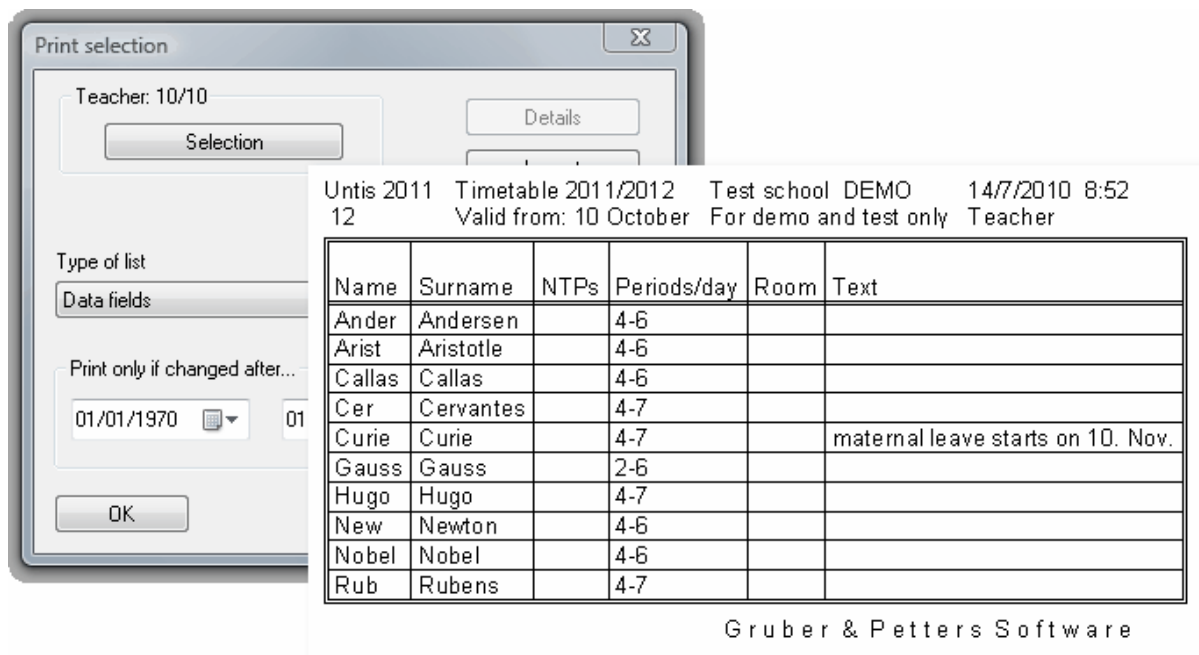 Print selection
Teacher: 10/10
Selection
Details
Type of list
Data fields
Print only if changed after...
01/01/1970 01
OK
Untis 2011 Timetable 2011/2012 Test school DEMO 14/7/2010 8:52
12 Valid from: 10 October For demo and test only Teacher
Name Surname NTPs Periods/day Room Text
Ander Andersen 4-6
Arist Aristotle 4-6
Callas Callas 4-6
Cer Cervantes 4-7
Curie Curie 4-7 maternal leave starts on 10. Nov.
Gauss Gauss 2-6
Hugo Hugo 4-7
New Newton 4-6
Nobel Nobel 4-6
Rub Rubens 4-7
Gruber & Petters Software